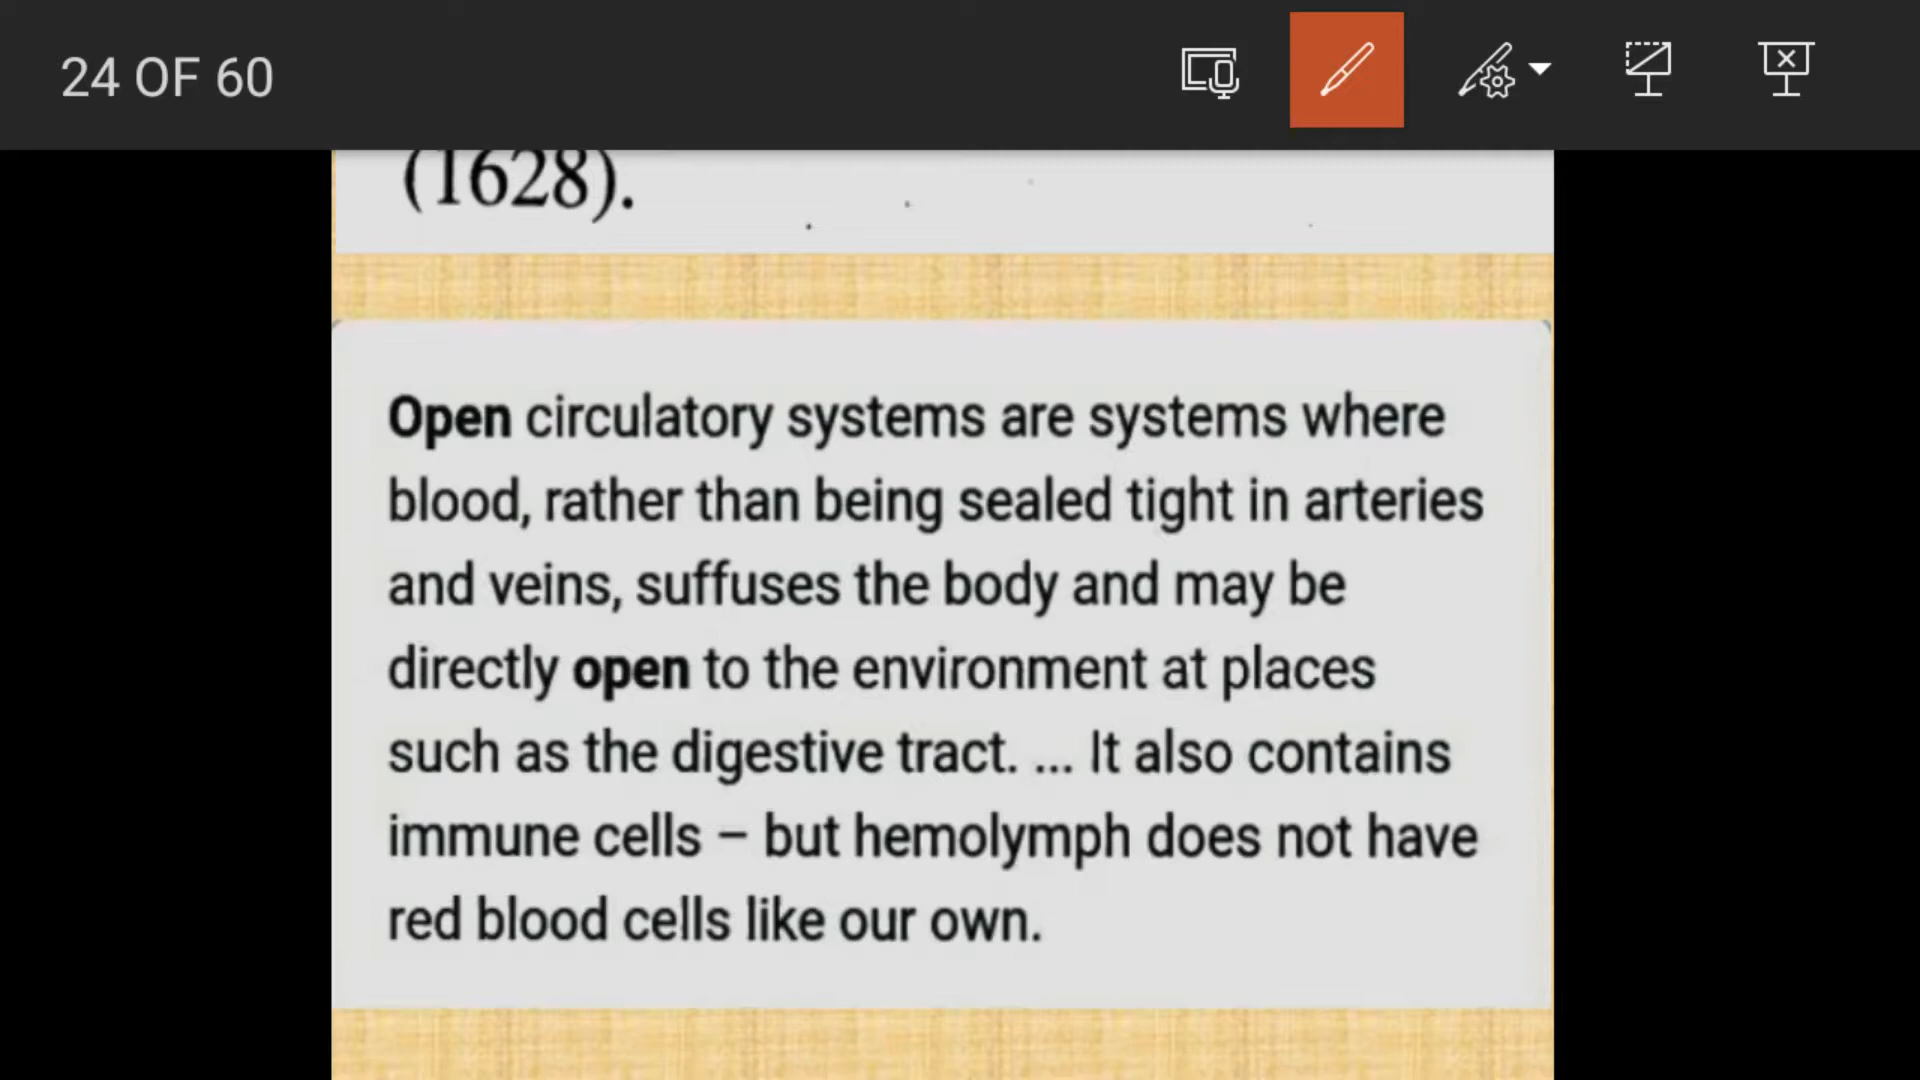 24 OF 60
(1628).
Open circulatory systems are systems where
blood, rather than being sealed tight in arteries
and veins, suffuses the body and may be
directly open to the environment at places
such as the digestive tract. ... It also contains
immune cells – but hemolymph does not have
red blood cells like our own.